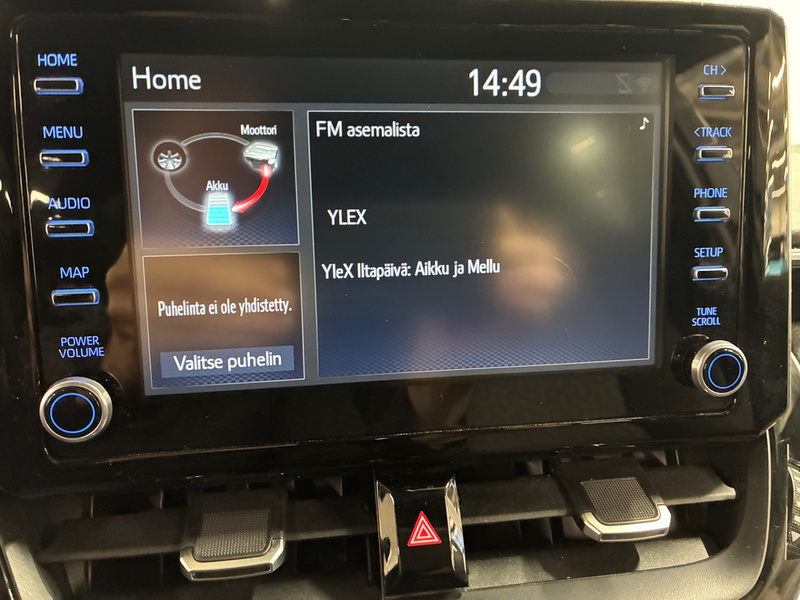 HOME
MENU
AUDIO
MAP
POWER
VOLUME
Home
14:49
Moottori
Akku
Puhelinta ei ole yhdistetty.
Valitse puhelin
FM asemalista
YLEX
YleX Iltapäivä: Aikku ja Mellu
CH >
<TRACK
PHONE
SETUP
TUNE
SCROLL